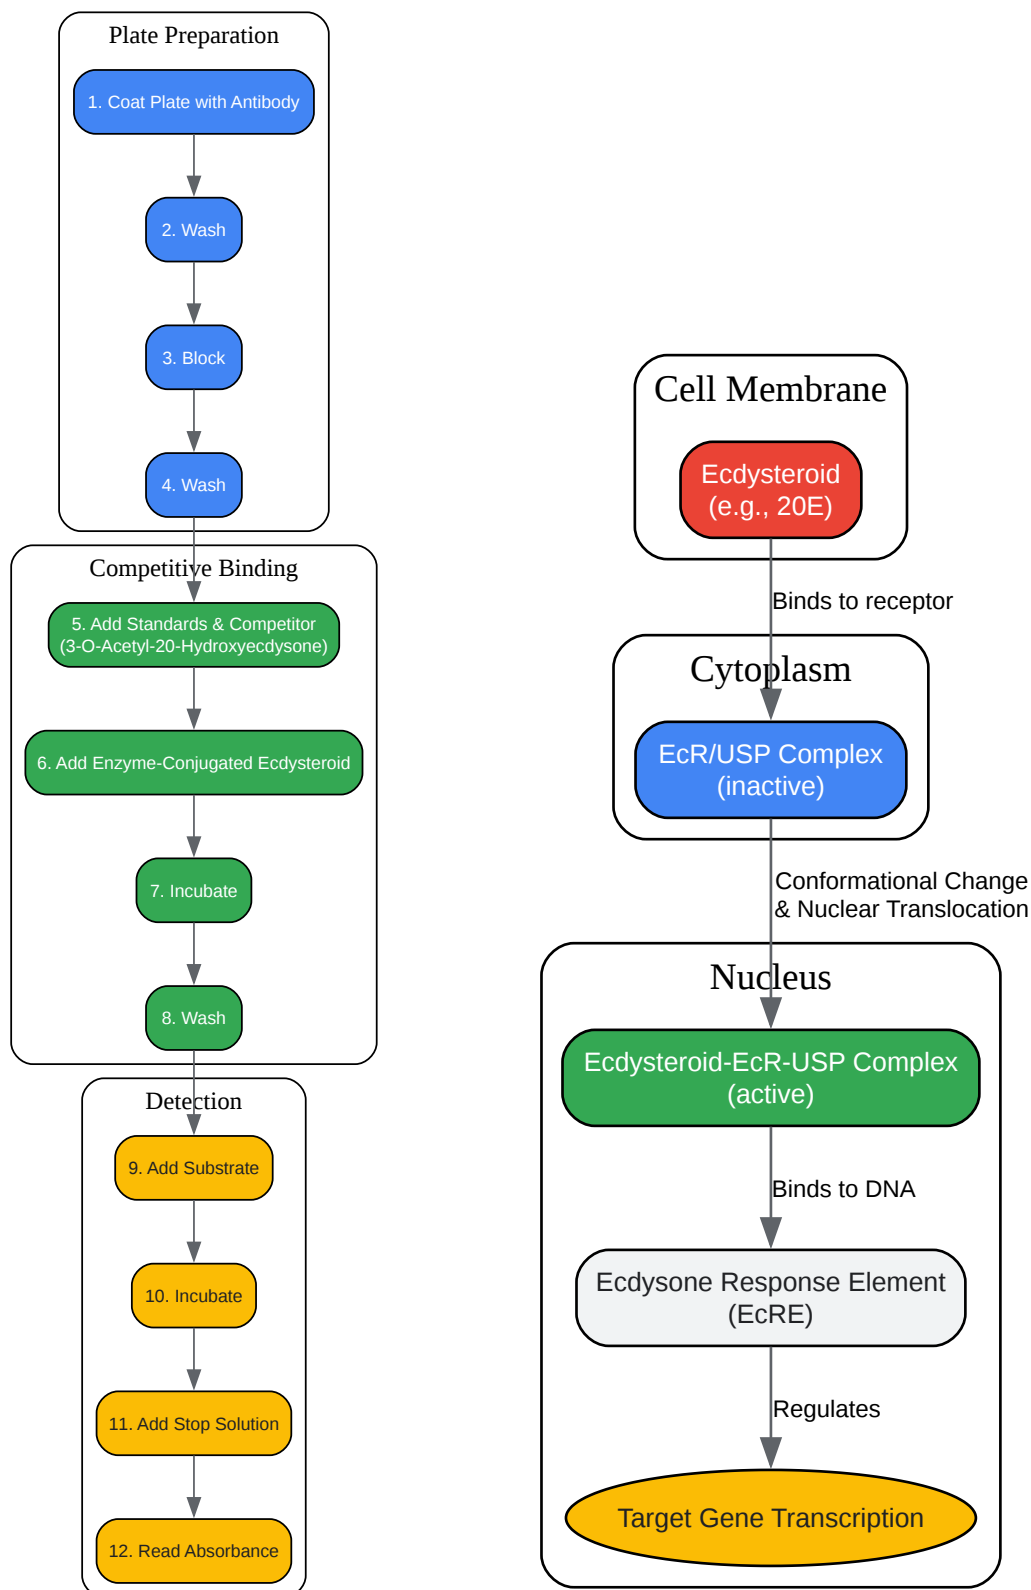 Plate Preparation
1. Coat Plate with Antibody
2. Wash
3. Block
4. Wash
Competitive Binding
5. Add Standards & Competitor
(3-O-Acetyl-20-Hydroxyecdysone)
6. Add Enzyme-Conjugated Ecdysteroid
7. Incubate
8. Wash
Detection
9. Add Substrate
10. Incubate
11. Add Stop Solution
12. Read Absorbance
Cell Membrane
Ecdysteroid
(e.g., 20E)
Binds to receptor
Cytoplasm
EcR/USP Complex
(inactive)
Conformational Change
& Nuclear Translocation
Nucleus
Ecdysteroid-EcR-USP Complex
(active)
Binds to DNA
Ecdysone Response Element
(EcRE)
Regulates
Target Gene Transcription